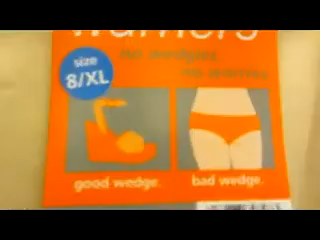 size
8/XL
no wedgies.
no worries.
good wedge.
bad wedge.